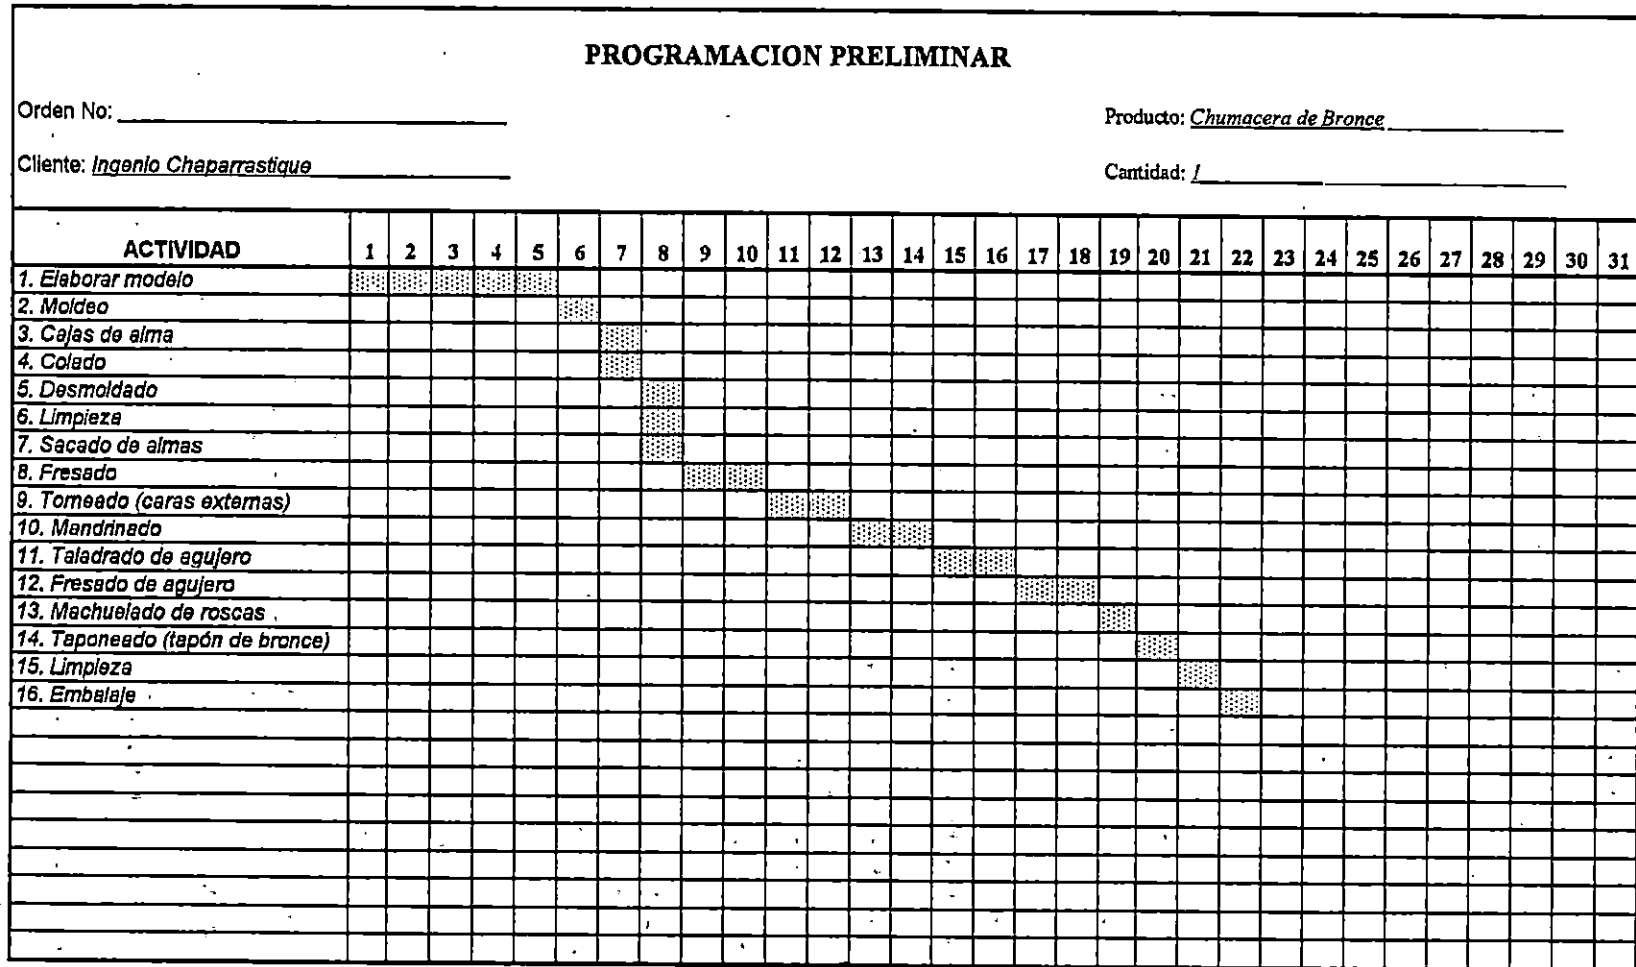 PROGRAMACION PRELIMINAR
Orden No:
Producto: Chumacera de Bronce
Cliente: Ingenio Chaparrastique
Cantidad: 1
ACTIVIDAD 1 2 3 4 5 6 7 8 9 10 11 12 13 14 15 16 17 18 19 20 21 22 23 24 25 26 27 28 29 30 31
1. Elaborar modelo
2. Moldeo
3. Cajas de alma
4. Colado
5. Desmoldado
6. Limpieza
7. Sacado de almas
8. Fresado
9. Torneado (caras externas)
10. Mandrinado
11. Taladrado de agujero
12. Fresado de agujero
13. Machuelado de roscas
14. Taponeado (tapón de bronce)
15. Limpieza
16. Embalaje